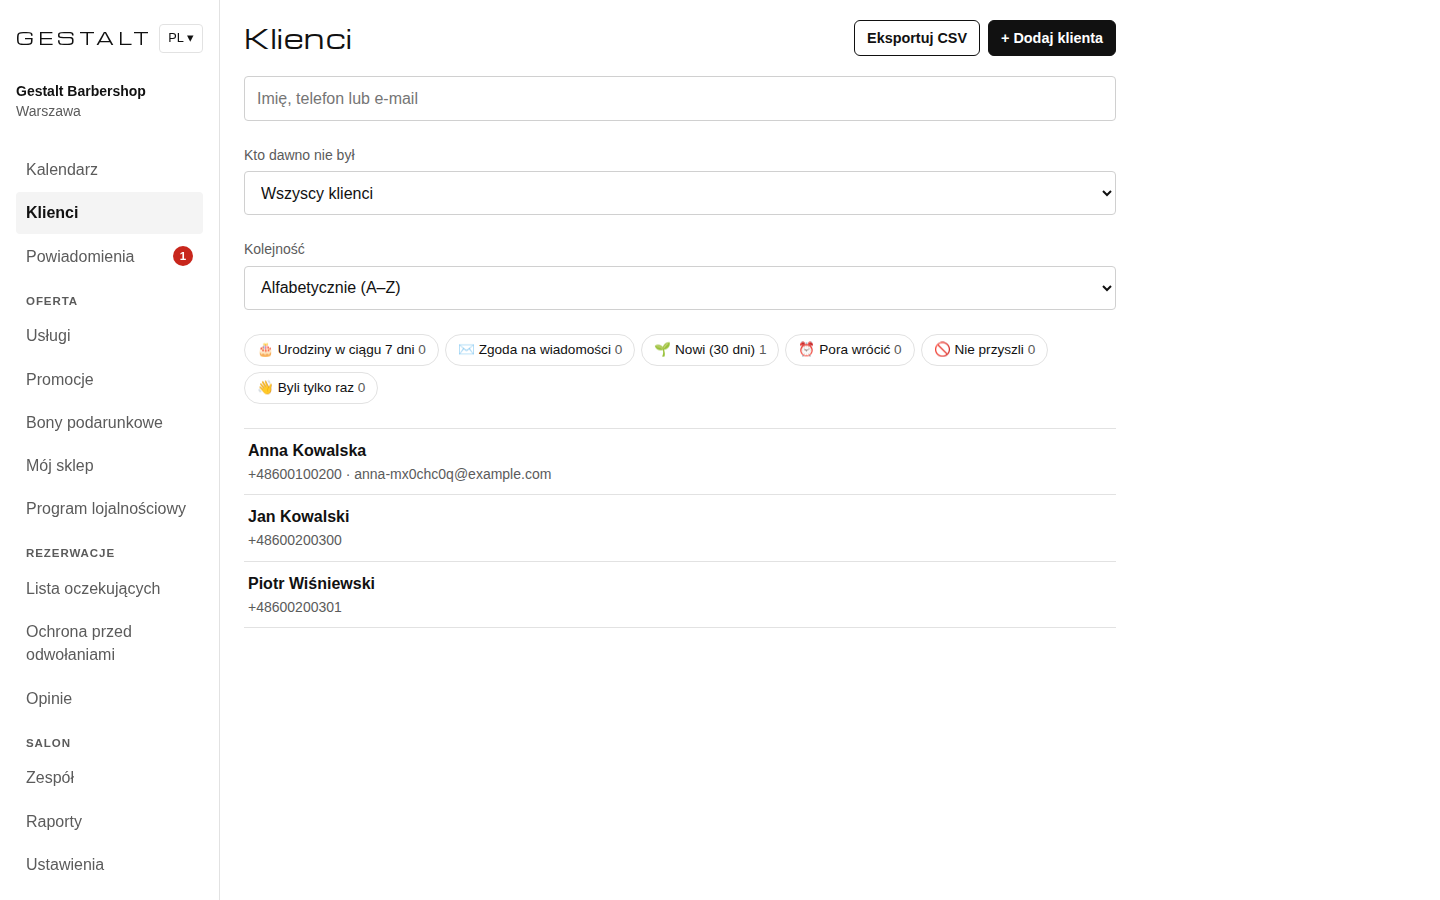 GESTALT
PL ▾
Gestalt Barbershop
Warszawa
Kalendarz
Klienci
Powiadomienia 1
OFERTA
Usługi
Promocje
Bony podarunkowe
Mój sklep
Program lojalnościowy
REZERWACJE
Lista oczekujących
Ochrona przed
odwołaniami
Opinie
SALON
Zespół
Raporty
Ustawienia
Klienci
Eksportuj CSV
+ Dodaj klienta
Imię, telefon lub e-mail
Kto dawno nie był
Wszyscy klienci
Kolejność
Alfabetycznie (A–Z)
🎂 Urodziny w ciągu 7 dni 0
✉️ Zgoda na wiadomości 0
🌱 Nowi (30 dni) 1
⏰ Pora wrócić 0
🚫 Nie przyszli 0
👋 Byli tylko raz 0
Anna Kowalska
+48600100200 · anna-mx0chc0q@example.com
Jan Kowalski
+48600200300
Piotr Wiśniewski
+48600200301